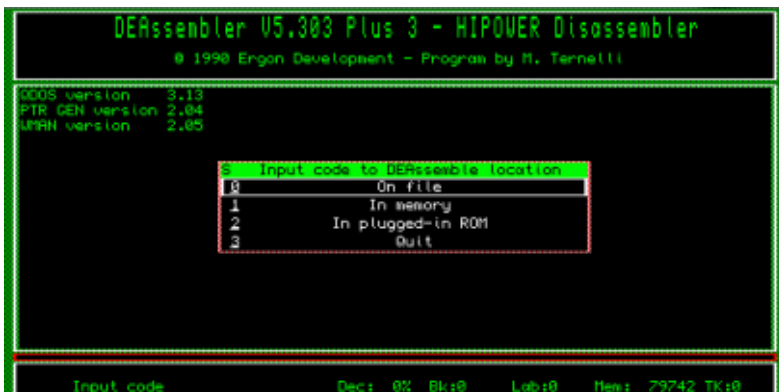 DEAssembler V5.303 Plus 3 - HIPOWER Disassembler
© 1990 Ergon Development - Program by M. Ternelli
QDOS version 3.13
PTR GEN version 2.04
WMAN version 2.05
S Input code to DEAssemble location
0 On file
1 In memory
2 In plugged-in ROM
3 Quit
Input code Dec: 0% Bk:0 Lab:0 Mem: 79742 TK:0